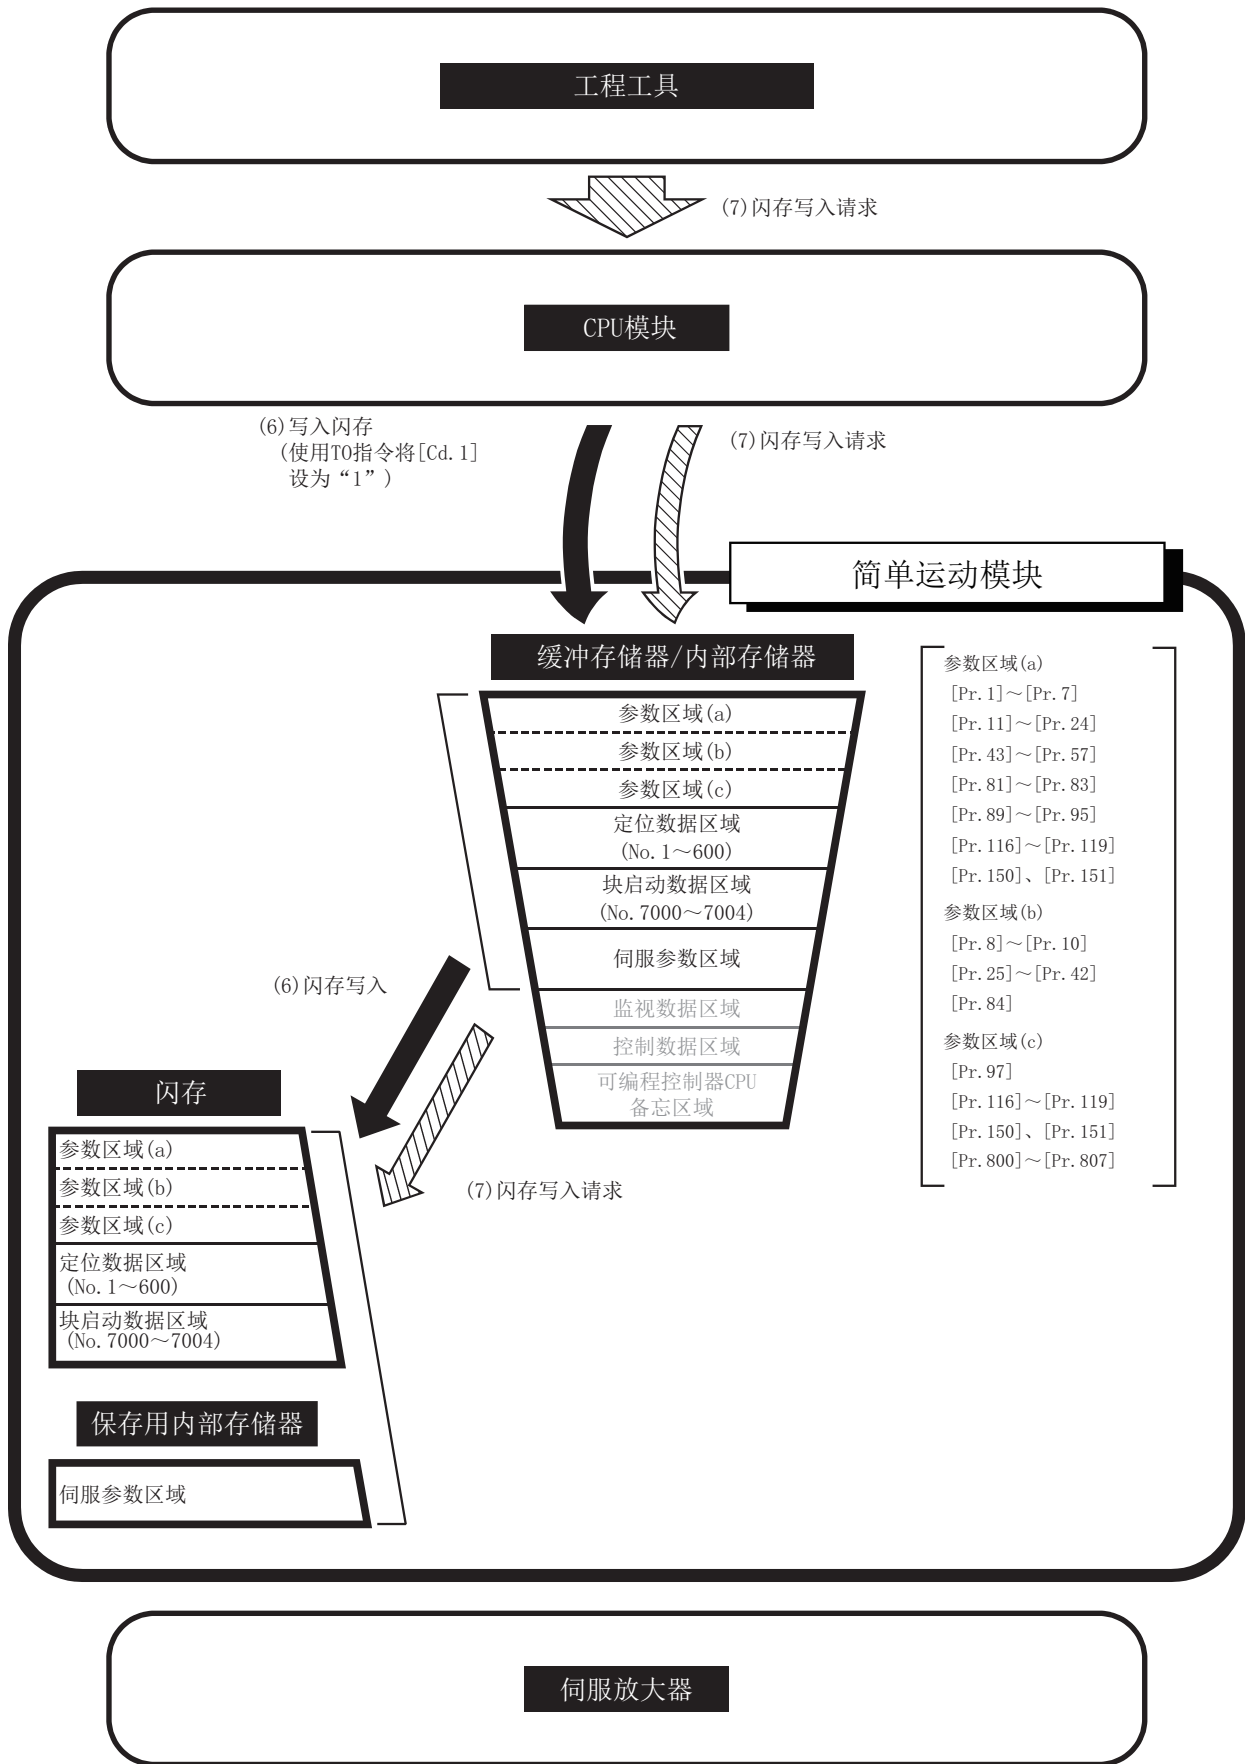 工程工具
(7)闪存写入请求
CPU模块
(6)写入闪存
(使用TO指令将[Cd.1]
设为“1”)
(7)闪存写入请求
简单运动模块
缓冲存储器/内部存储器
参数区域(a)
参数区域(b)
参数区域(c)
定位数据区域
(No.1～600)
块启动数据区域
(No.7000～7004)
伺服参数区域
监视数据区域
控制数据区域
可编程控制器CPU
备忘区域
参数区域(a)
[Pr.1]～[Pr.7]
[Pr.11]～[Pr.24]
[Pr.43]～[Pr.57]
[Pr.81]～[Pr.83]
[Pr.89]～[Pr.95]
[Pr.116]～[Pr.119]
[Pr.150]、[Pr.151]
参数区域(b)
[Pr.8]～[Pr.10]
[Pr.25]～[Pr.42]
[Pr.84]
参数区域(c)
[Pr.97]
[Pr.116]～[Pr.119]
[Pr.150]、[Pr.151]
[Pr.800]～[Pr.807]
(6)闪存写入
(7)闪存写入请求
闪存
参数区域(a)
参数区域(b)
参数区域(c)
定位数据区域
(No.1～600)
块启动数据区域
(No.7000～7004)
保存用内部存储器
伺服参数区域
伺服放大器